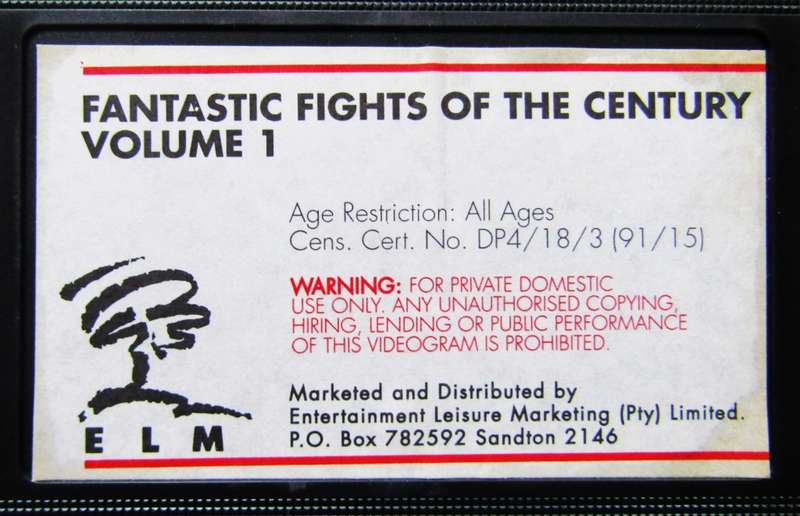 FANTASTIC FIGHTS OF THE CENTURY
VOLUME 1
Age Restriction: All Ages
Cens. Cert. No. DP4/18/3 (91/15)
WARNING: FOR PRIVATE DOMESTIC
USE ONLY. ANY UNAUTHORISED COPYING,
HIRING, LENDING OR PUBLIC PERFORMANCE
OF THIS VIDEOGRAM IS PROHIBITED.
Marketed and Distributed by
Entertainment Leisure Marketing (Pty) Limited.
P.O. Box 782592 Sandton 2146
E L M